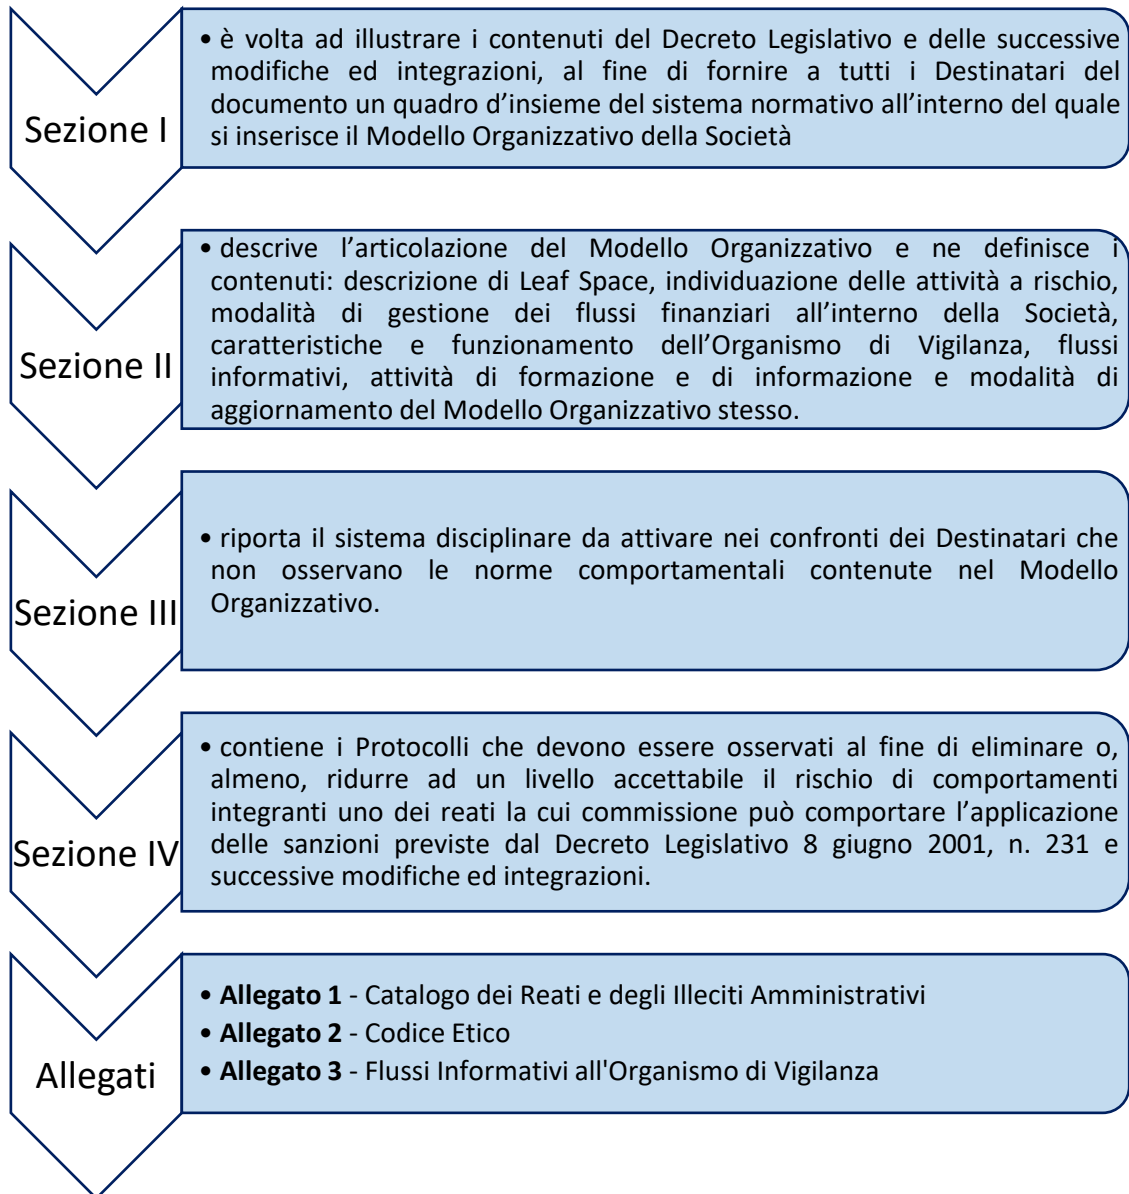 Sezione I
• è volta ad illustrare i contenuti del Decreto Legislativo e delle successive
modifiche ed integrazioni, al fine di fornire a tutti i Destinatari del
documento un quadro d’insieme del sistema normativo all’interno del quale
si inserisce il Modello Organizzativo della Società
Sezione II
• descrive l’articolazione del Modello Organizzativo e ne definisce i
contenuti: descrizione di Leaf Space, individuazione delle attività a rischio,
modalità di gestione dei flussi finanziari all’interno della Società,
caratteristiche e funzionamento dell’Organismo di Vigilanza, flussi
informativi, attività di formazione e di informazione e modalità di
aggiornamento del Modello Organizzativo stesso.
Sezione III
• riporta il sistema disciplinare da attivare nei confronti dei Destinatari che
non osservano le norme comportamentali contenute nel Modello
Organizzativo.
Sezione IV
• contiene i Protocolli che devono essere osservati al fine di eliminare o,
almeno, ridurre ad un livello accettabile il rischio di comportamenti
integranti uno dei reati la cui commissione può comportare l’applicazione
delle sanzioni previste dal Decreto Legislativo 8 giugno 2001, n. 231 e
successive modifiche ed integrazioni.
Allegati
• Allegato 1 - Catalogo dei Reati e degli Illeciti Amministrativi
• Allegato 2 - Codice Etico
• Allegato 3 - Flussi Informativi all'Organismo di Vigilanza